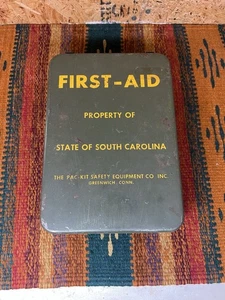 FIRST-AID
PROPERTY OF
STATE OF SOUTH CAROLINA
THE PAC-KIT SAFETY EQUIPMENT CO. INC.
GREENWICH, CONN.